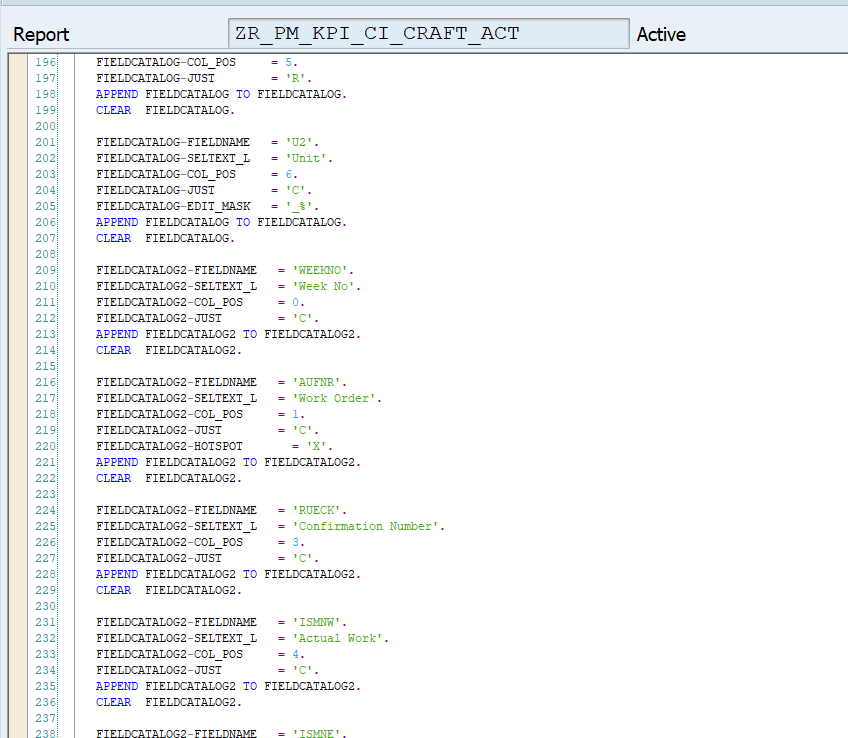 Report ZR_PM_KPI_CI_CRAFT_ACT Active
196 FIELDCATALOG-COL_POS = 5.
197 FIELDCATALOG-JUST = 'R'.
198 APPEND FIELDCATALOG TO FIELDCATALOG.
199 CLEAR FIELDCATALOG.
200
201 FIELDCATALOG-FIELDNAME = 'U2'.
202 FIELDCATALOG-SELTEXT_L = 'Unit'.
203 FIELDCATALOG-COL_POS = 6.
204 FIELDCATALOG-JUST = 'C'.
205 FIELDCATALOG-EDIT_MASK = '_%'.
206 APPEND FIELDCATALOG TO FIELDCATALOG.
207 CLEAR FIELDCATALOG.
208
209 FIELDCATALOG2-FIELDNAME = 'WEEKNO'.
210 FIELDCATALOG2-SELTEXT_L = 'Week No'.
211 FIELDCATALOG2-COL_POS = 0.
212 FIELDCATALOG2-JUST = 'C'.
213 APPEND FIELDCATALOG2 TO FIELDCATALOG2.
214 CLEAR FIELDCATALOG2.
215
216 FIELDCATALOG2-FIELDNAME = 'AUFNR'.
217 FIELDCATALOG2-SELTEXT_L = 'Work Order'.
218 FIELDCATALOG2-COL_POS = 1.
219 FIELDCATALOG2-JUST = 'C'.
220 FIELDCATALOG2-HOTSPOT = 'X'.
221 APPEND FIELDCATALOG2 TO FIELDCATALOG2.
222 CLEAR FIELDCATALOG2.
223
224 FIELDCATALOG2-FIELDNAME = 'RUECK'.
225 FIELDCATALOG2-SELTEXT_L = 'Confirmation Number'.
226 FIELDCATALOG2-COL_POS = 3.
227 FIELDCATALOG2-JUST = 'C'.
228 APPEND FIELDCATALOG2 TO FIELDCATALOG2.
229 CLEAR FIELDCATALOG2.
230
231 FIELDCATALOG2-FIELDNAME = 'ISMNW'.
232 FIELDCATALOG2-SELTEXT_L = 'Actual Work'.
233 FIELDCATALOG2-COL_POS = 4.
234 FIELDCATALOG2-JUST = 'C'.
235 APPEND FIELDCATALOG2 TO FIELDCATALOG2.
236 CLEAR FIELDCATALOG2.
237
238 FIELDCATALOG2-FIELDNAME = 'ISMNE'.